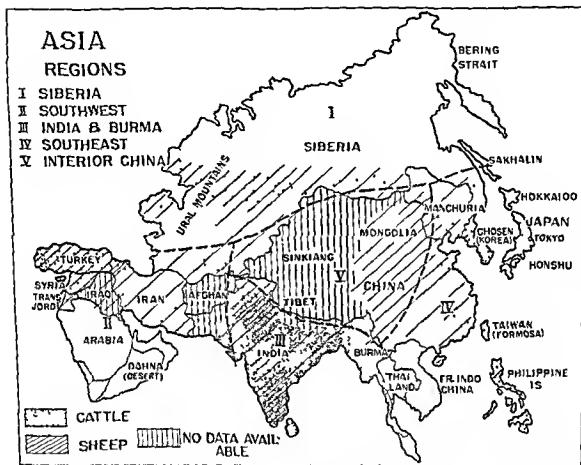 ASIA
REGIONS
I SIBERIA
II SOUTHWEST
III INDIA & BURMA
IV SOUTHEAST
V INTERIOR CHINA
BERING
STRAIT
I
SIBERIA
URAL MOUNTAINS
SAKHALIN
HOKKAIDO
MANCHURIA
JAPAN
MONGOLIA
CHOSEN
(KOREA)
TOKYO
TURKEY
SINKIANG
HONSHU
V
SYRIA
TRANS
JORD
IRAQ
IRAN
AFGHAN
TIBET
CHINA
IV
II
ARABIA
III
INDIA
BURMA
TAIWAN
(FORMOSA)
DAHNA
(DESERT)
THAI
LAND
FR. INDO
CHINA
PHILIPPINE
IS
CATTLE
SHEEP
NO DATA AVAIL
ABLE